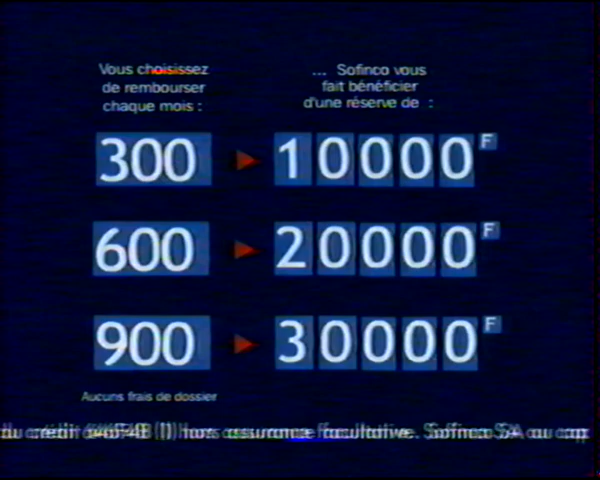 Vous choisissez
de rembourser
chaque mois :
... Sofinco vous
fait bénéficier
d'une réserve de :
300 ► 10000 F
600 ► 20000 F
900 ► 30000 F
Aucuns frais de dossier
du crédit (1) hors assurance facultative. Sofinco SA au cap